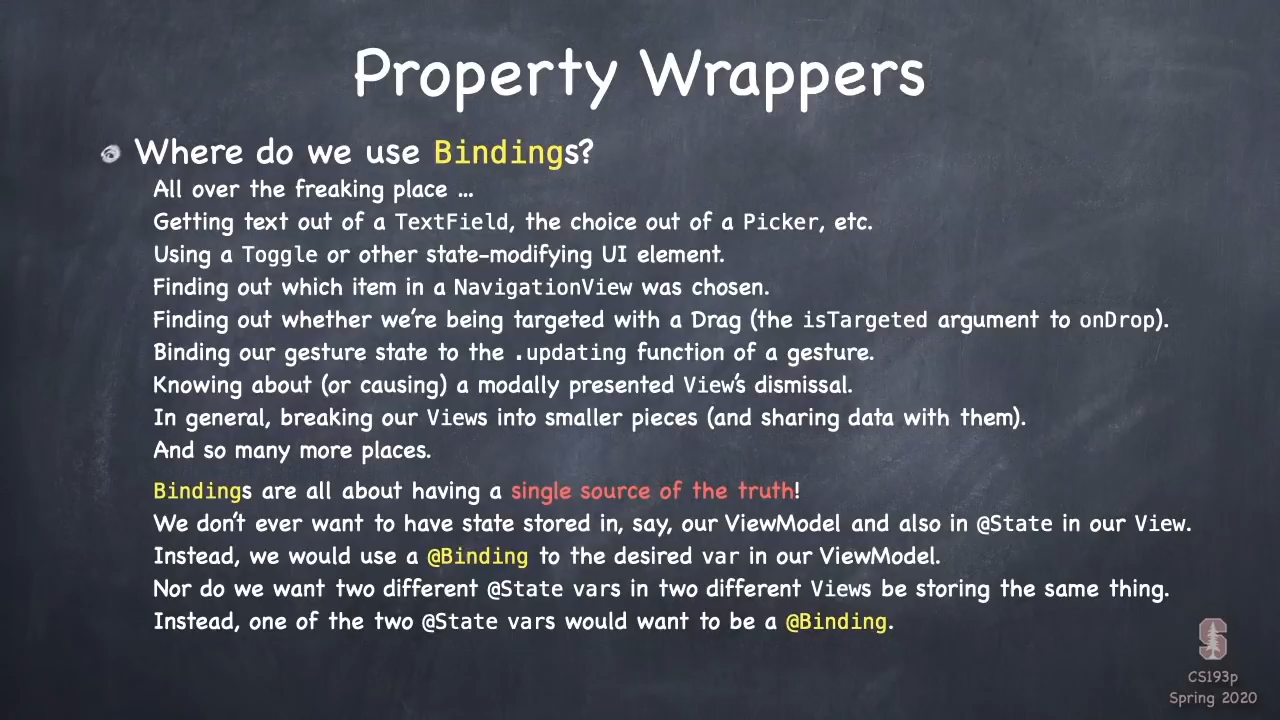 Property Wrappers
Where do we use Bindings?
All over the freaking place ...
Getting text out of a TextField, the choice out of a Picker, etc.
Using a Toggle or other state-modifying UI element.
Finding out which item in a NavigationView was chosen.
Finding out whether we're being targeted with a Drag (the isTargeted argument to onDrop).
Binding our gesture state to the .updating function of a gesture.
Knowing about (or causing) a modally presented View's dismissal.
In general, breaking our Views into smaller pieces (and sharing data with them).
And so many more places.
Bindings are all about having a single source of the truth!
We don't ever want to have state stored in, say, our ViewModel and also in @State in our View.
Instead, we would use a @Binding to the desired var in our ViewModel.
Nor do we want two different @State vars in two different Views be storing the same thing.
Instead, one of the two @State vars would want to be a @Binding.
S
CS193p
Spring 2020